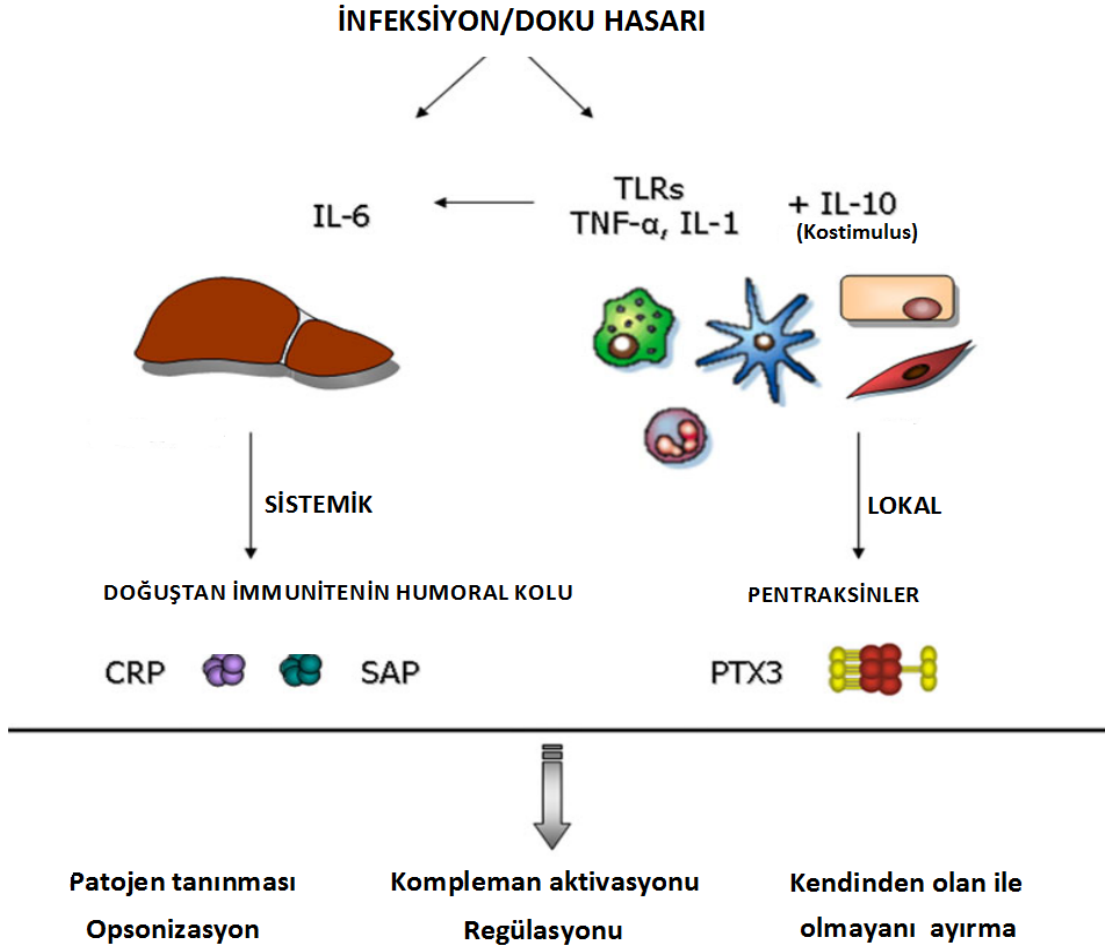 İNFEKSİYON/DOKU HASARI
IL-6
TLRs
TNF-α, IL-1
+ IL-10
(Kostimulus)
SİSTEMİK
LOKAL
DOĞUŞTAN İMMUNİTENİN HUMORAL KOLU
PENTRAKSİNLER
CRP
SAP
PTX3
Patojen tanınması
Opsonizasyon
Kompleman aktivasyonu
Regülasyonu
Kendinden olan ile
olmayanı ayırma